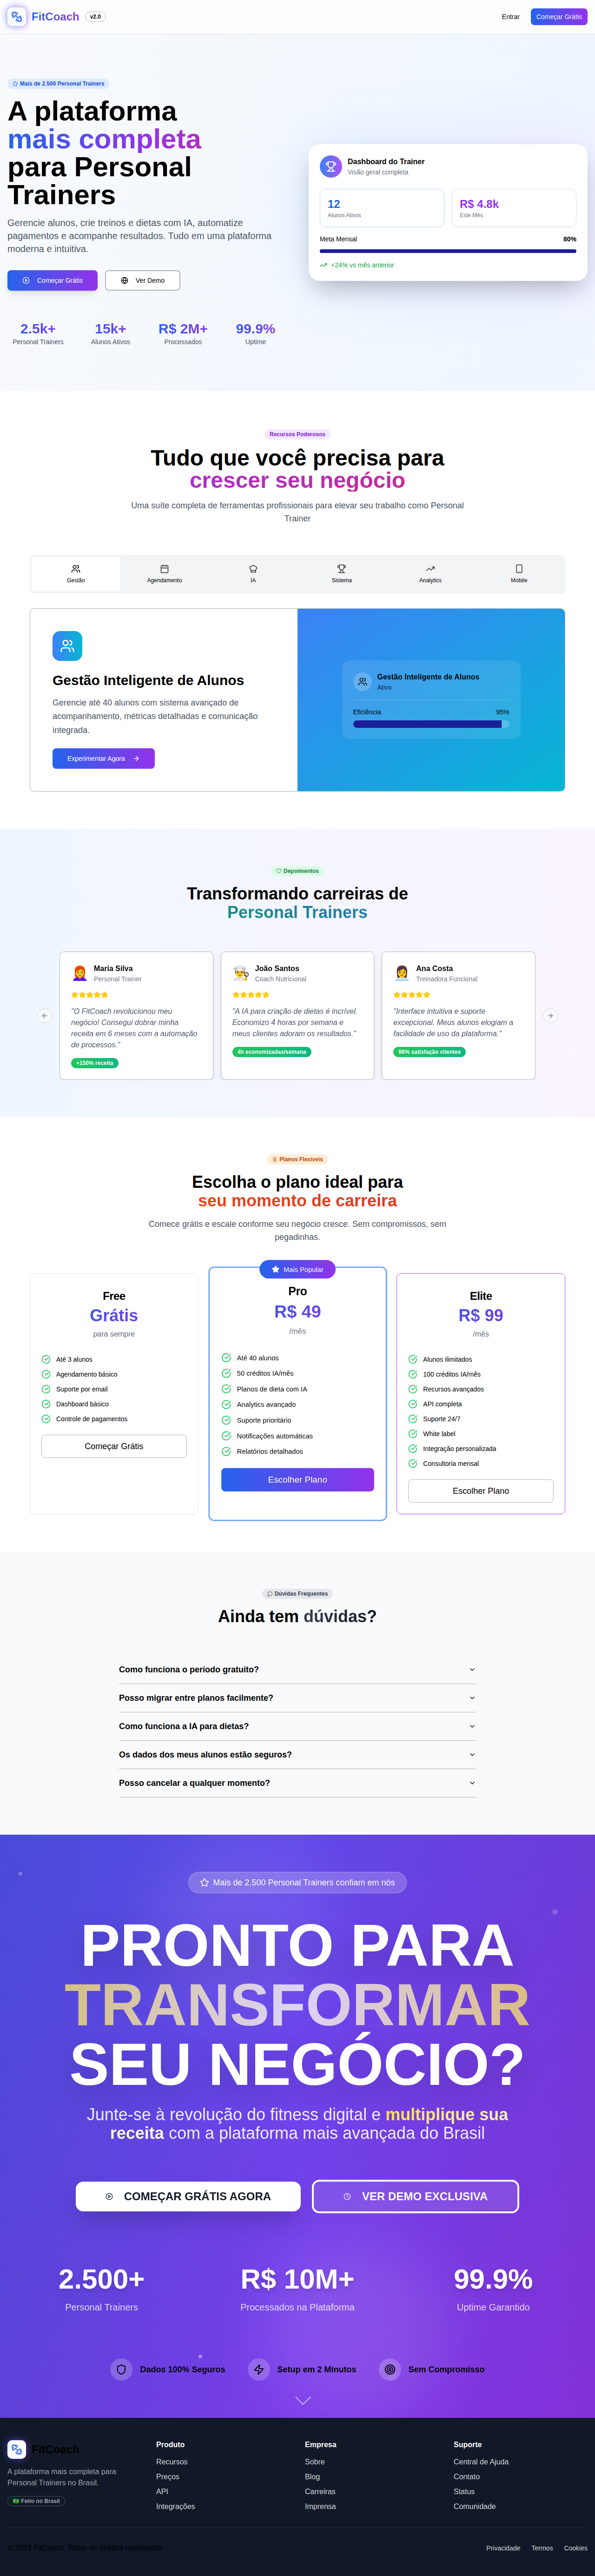 FitCoach v2.0
Entrar
Começar Grátis
Mais de 2.500 Personal Trainers
A plataforma
mais completa
para Personal
Trainers
Gerencie alunos, crie treinos e dietas com IA, automatize
pagamentos e acompanhe resultados. Tudo em uma plataforma
moderna e intuitiva.
Começar Grátis
Ver Demo
2.5k+
Personal Trainers
15k+
Alunos Ativos
R$ 2M+
Processados
99.9%
Uptime
Dashboard do Trainer
Visão geral completa
12
Alunos Ativos
R$ 4.8k
Este Mês
Meta Mensal 80%
+24% vs mês anterior
Recursos Poderosos
Tudo que você precisa para
crescer seu negócio
Uma suíte completa de ferramentas profissionais para elevar seu trabalho como Personal
Trainer
Gestão
Agendamento
IA
Sistema
Analytics
Mobile
Gestão Inteligente de Alunos
Gerencie até 40 alunos com sistema avançado de
acompanhamento, métricas detalhadas e comunicação
integrada.
Experimentar Agora
Gestão Inteligente de Alunos
Ativo
Eficiência 95%
Depoimentos
Transformando carreiras de
Personal Trainers
Maria Silva
Personal Trainer
"O FitCoach revolucionou meu
negócio! Consegui dobrar minha
receita em 6 meses com a automação
de processos."
+150% receita
João Santos
Coach Nutricional
"A IA para criação de dietas é incrível.
Economizo 4 horas por semana e
meus clientes adoram os resultados."
4h economizadas/semana
Ana Costa
Treinadora Funcional
"Interface intuitiva e suporte
excepcional. Meus alunos elogiam a
facilidade de uso da plataforma."
98% satisfação clientes
Planos Flexíveis
Escolha o plano ideal para
seu momento de carreira
Comece grátis e escale conforme seu negócio cresce. Sem compromissos, sem
pegadinhas.
Free
Grátis
para sempre
Até 3 alunos
Agendamento básico
Suporte por email
Dashboard básico
Controle de pagamentos
Começar Grátis
Mais Popular
Pro
R$ 49
/mês
Até 40 alunos
50 créditos IA/mês
Planos de dieta com IA
Analytics avançado
Suporte prioritário
Notificações automáticas
Relatórios detalhados
Escolher Plano
Elite
R$ 99
/mês
Alunos ilimitados
100 créditos IA/mês
Recursos avançados
API completa
Suporte 24/7
White label
Integração personalizada
Consultoria mensal
Escolher Plano
Dúvidas Frequentes
Ainda tem dúvidas?
Como funciona o período gratuito?
Posso migrar entre planos facilmente?
Como funciona a IA para dietas?
Os dados dos meus alunos estão seguros?
Posso cancelar a qualquer momento?
Mais de 2.500 Personal Trainers confiam em nós
PRONTO PARA
TRANSFORMAR
SEU NEGÓCIO?
Junte-se à revolução do fitness digital e multiplique sua
receita com a plataforma mais avançada do Brasil
COMEÇAR GRÁTIS AGORA
VER DEMO EXCLUSIVA
2.500+
Personal Trainers
R$ 10M+
Processados na Plataforma
99.9%
Uptime Garantido
Dados 100% Seguros
Setup em 2 Minutos
Sem Compromisso
FitCoach
A plataforma mais completa para
Personal Trainers no Brasil.
Feito no Brasil
Produto
Recursos
Preços
API
Integrações
Empresa
Sobre
Blog
Carreiras
Imprensa
Suporte
Central de Ajuda
Contato
Status
Comunidade
© 2024 FitCoach. Todos os direitos reservados.
Privacidade Termos Cookies